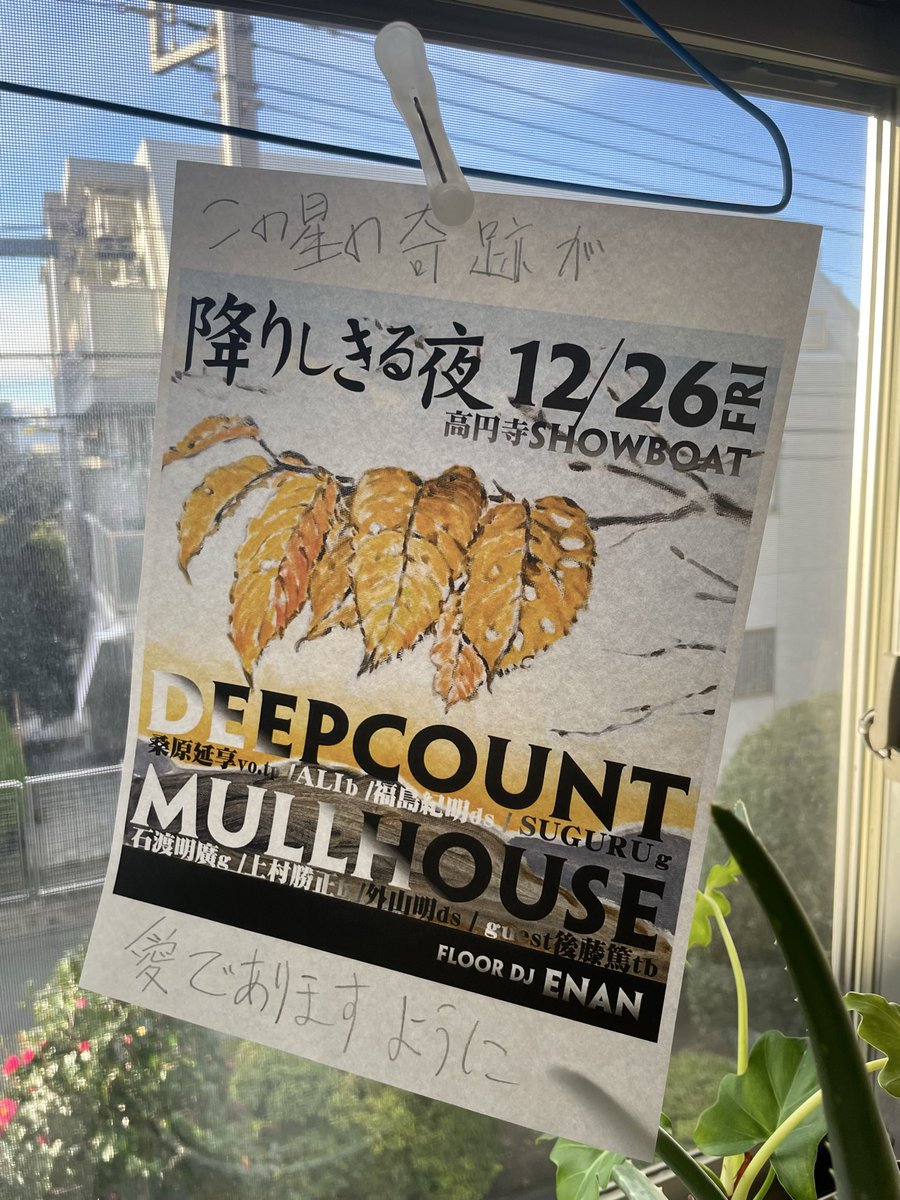 この星の奇跡が
降りしきる夜 12/26 FRI
高円寺SHOWBOAT
DEEPCOUNT
桑原延享vo.tp /ALI b /福島紀明ds / SUGURU g
MULLHOUSE
石渡明廣g /上村勝正b /外山明ds / guest後藤篤tb
FLOOR DJ ENAN
愛でありますように